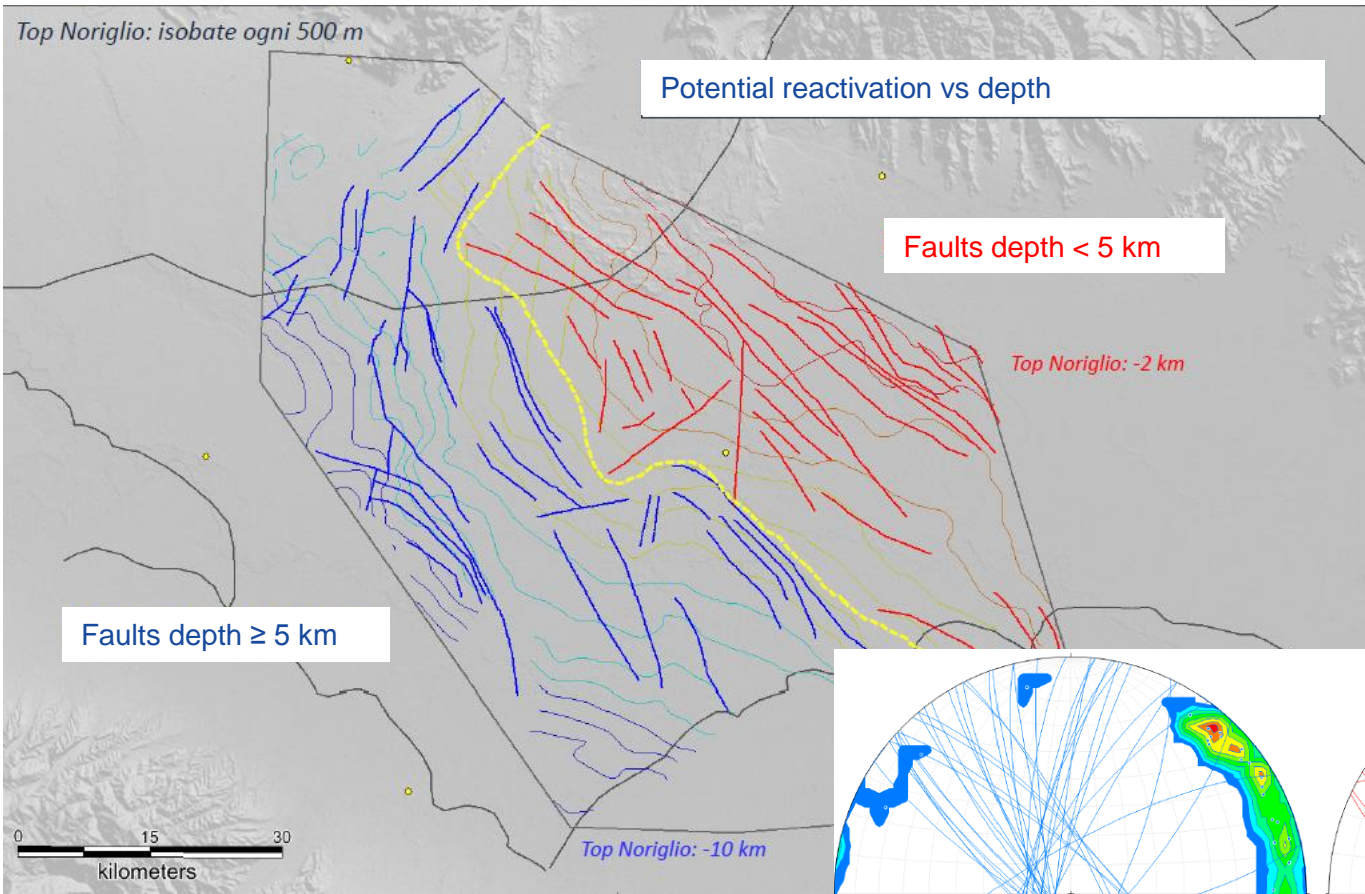 Top Noriglio: isobate ogni 500 m
Potential reactivation vs depth
Faults depth < 5 km
Top Noriglio: -2 km
Faults depth ≥ 5 km
0 15 30
kilometers
Top Noriglio: -10 km